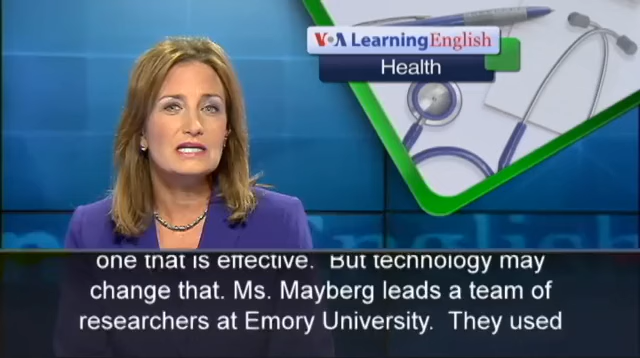 VOA Learning English
Health
one that is effective. But technology may
change that. Ms. Mayberg leads a team of
researchers at Emory University. They used